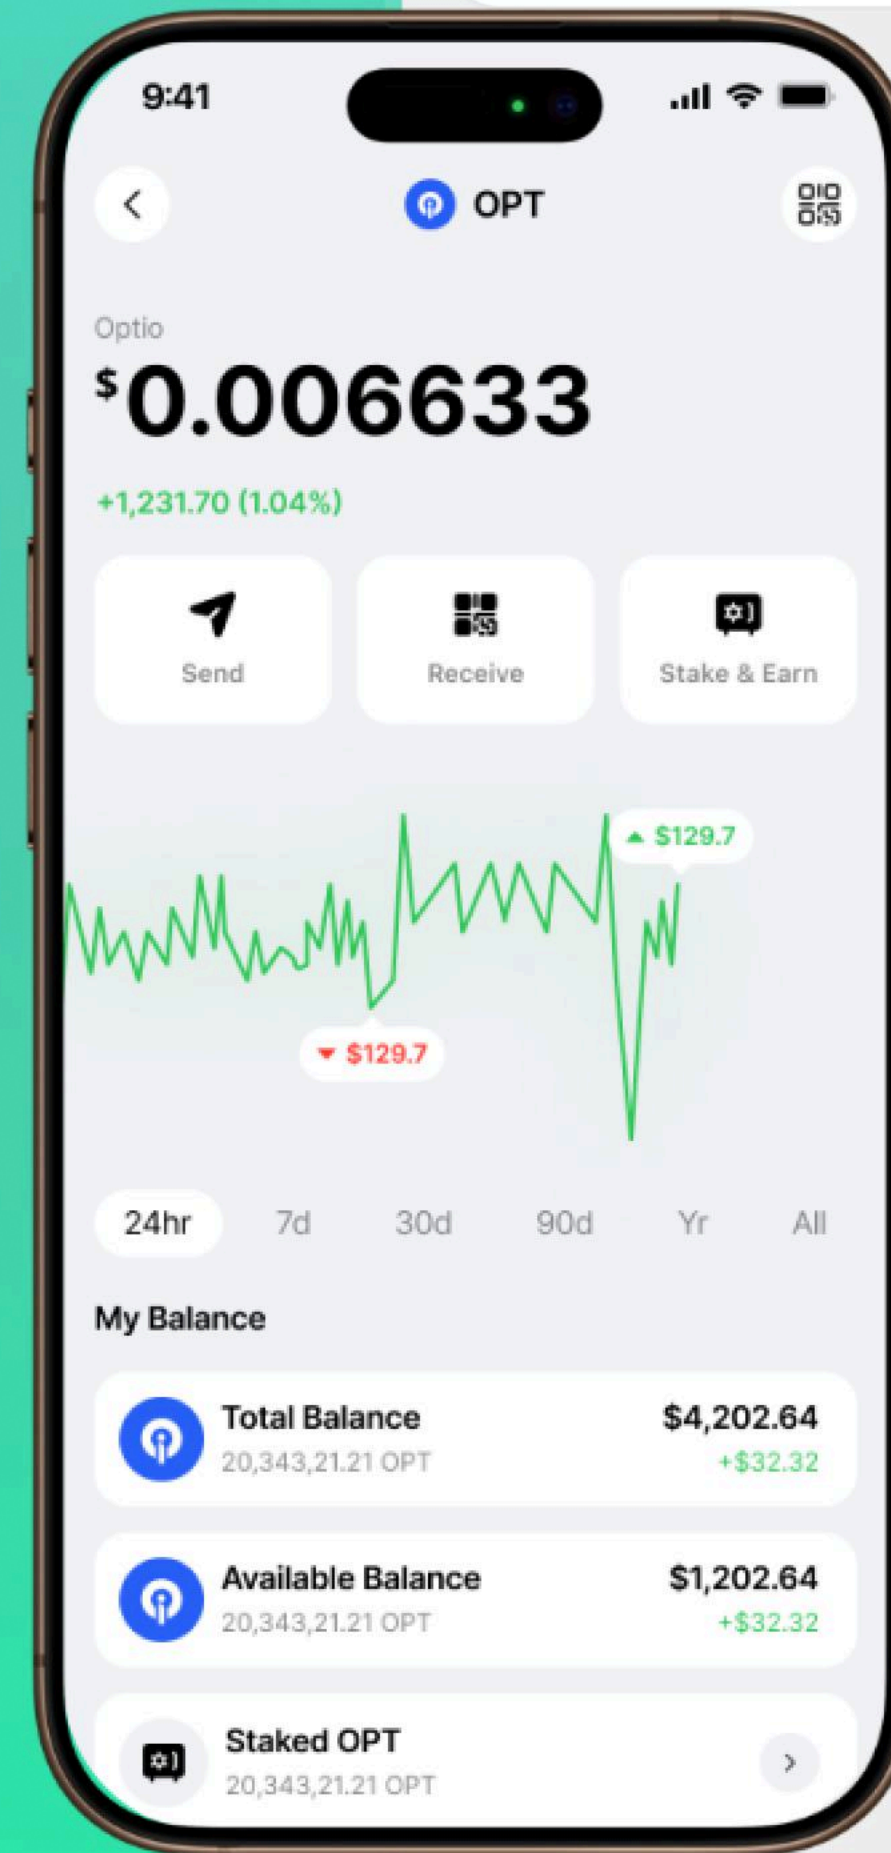 9:41
OPT
Optio
$0.006633
+1,231.70 (1.04%)
Send
Receive
Stake & Earn
$129.7
$129.7
24hr
7d
30d
90d
Yr
All
My Balance
Total Balance
$4,202.64
20,343,21.21 OPT
+$32.32
Available Balance
$1,202.64
20,343,21.21 OPT
+$32.32
Staked OPT
20,343,21.21 OPT